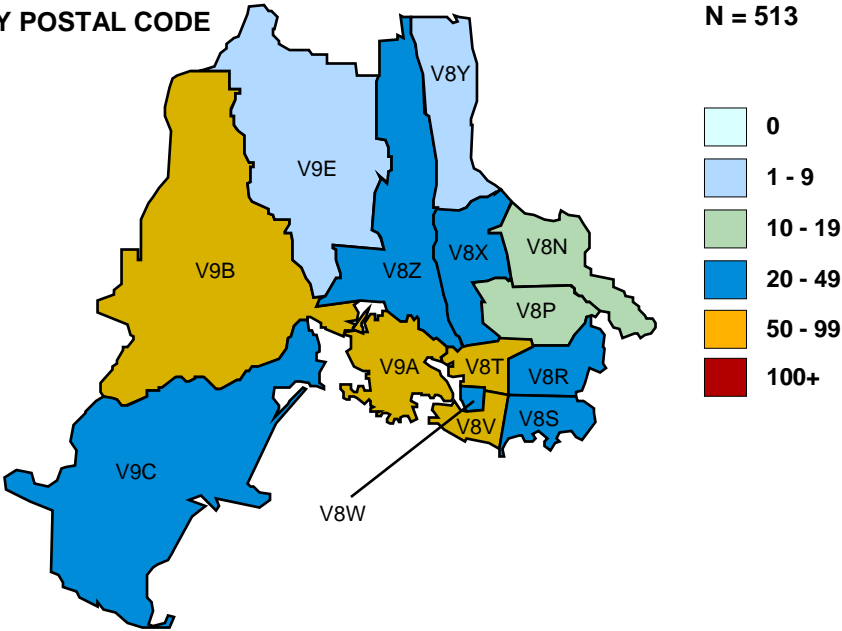 Y POSTAL CODE
N = 513
V8Y
0
1 - 9
V9E
10 - 19
V8N
V8X
V9B
V8Z
20 - 49
V8P
50 - 99
V9A
V8T
V8R
100+
V8S
V8V
V9C
V8W